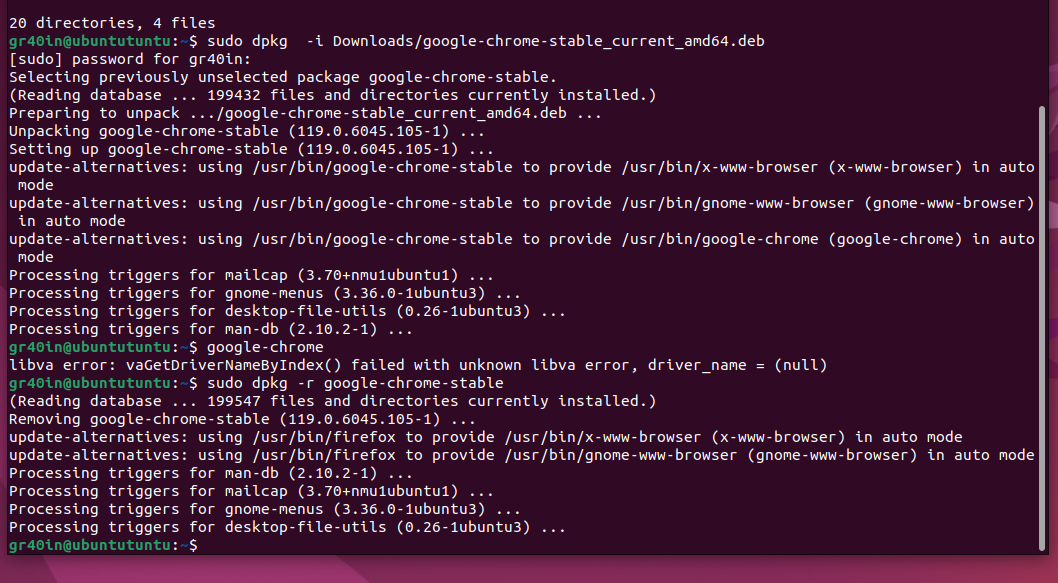 20 directories, 4 files
gr40in@ubuntutuntu:~$ sudo dpkg  -i Downloads/google-chrome-stable_current_amd64.deb
[sudo] password for gr40in:
Selecting previously unselected package google-chrome-stable.
(Reading database ... 199432 files and directories currently installed.)
Preparing to unpack .../google-chrome-stable_current_amd64.deb ...
Unpacking google-chrome-stable (119.0.6045.105-1) ...
Setting up google-chrome-stable (119.0.6045.105-1) ...
update-alternatives: using /usr/bin/google-chrome-stable to provide /usr/bin/x-www-browser (x-www-browser) in auto
 mode
update-alternatives: using /usr/bin/google-chrome-stable to provide /usr/bin/gnome-www-browser (gnome-www-browser)
 in auto mode
update-alternatives: using /usr/bin/google-chrome-stable to provide /usr/bin/google-chrome (google-chrome) in auto
 mode
Processing triggers for mailcap (3.70+nmu1ubuntu1) ...
Processing triggers for gnome-menus (3.36.0-1ubuntu3) ...
Processing triggers for desktop-file-utils (0.26-1ubuntu3) ...
Processing triggers for man-db (2.10.2-1) ...
gr40in@ubuntutuntu:~$ google-chrome
libva error: vaGetDriverNameByIndex() failed with unknown libva error, driver_name = (null)
gr40in@ubuntutuntu:~$ sudo dpkg -r google-chrome-stable
(Reading database ... 199547 files and directories currently installed.)
Removing google-chrome-stable (119.0.6045.105-1) ...
update-alternatives: using /usr/bin/firefox to provide /usr/bin/x-www-browser (x-www-browser) in auto mode
update-alternatives: using /usr/bin/firefox to provide /usr/bin/gnome-www-browser (gnome-www-browser) in auto mode
Processing triggers for man-db (2.10.2-1) ...
Processing triggers for mailcap (3.70+nmu1ubuntu1) ...
Processing triggers for gnome-menus (3.36.0-1ubuntu3) ...
Processing triggers for desktop-file-utils (0.26-1ubuntu3) ...
gr40in@ubuntutuntu:~$